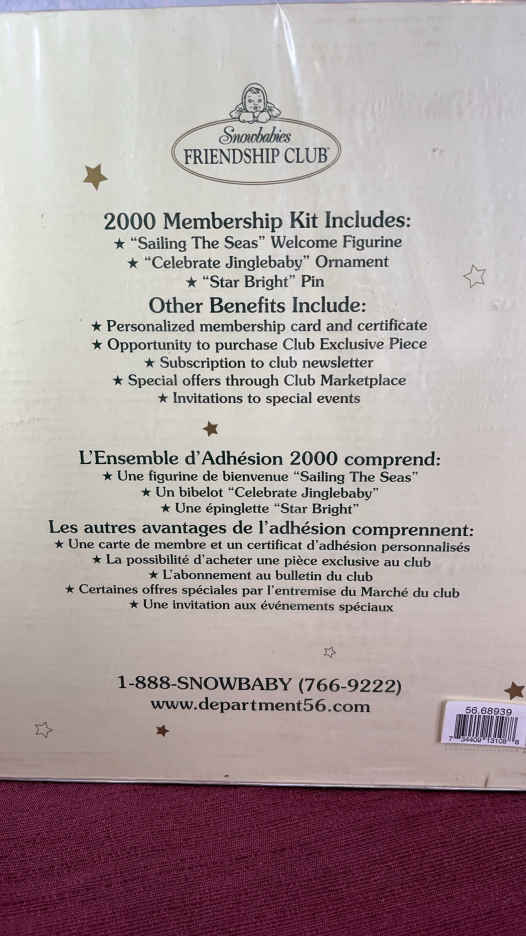 Snowbabies
FRIENDSHIP CLUB
2000 Membership Kit Includes:
★ “Sailing The Seas” Welcome Figurine
★ “Celebrate Jinglebaby” Ornament
★ “Star Bright” Pin
Other Benefits Include:
★ Personalized membership card and certificate
★ Opportunity to purchase Club Exclusive Piece
★ Subscription to club newsletter
★ Special offers through Club Marketplace
★ Invitations to special events
L’Ensemble d’Adhésion 2000 comprend:
★ Une figurine de bienvenue “Sailing The Seas”
★ Un bibelot “Celebrate Jinglebaby”
★ Une épinglette “Star Bright”
Les autres avantages de l’adhésion comprennent:
★ Une carte de membre et un certificat d’adhésion personnalisés
★ La possibilité d’acheter une pièce exclusive au club
★ L’abonnement au bulletin du club
★ Certaines offres spéciales par l’entremise du Marché du club
★ Une invitation aux événements spéciaux
1-888-SNOWBABY (766-9222)
www.department56.com
56.68939
7 34409 13108 8